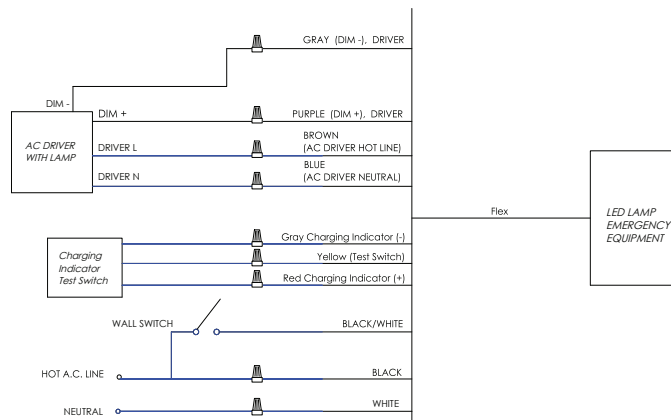 GRAY (DIM -), DRIVER
DIM -
DIM +
PURPLE (DIM +), DRIVER
AC DRIVER
WITH LAMP
DRIVER L
BROWN
(AC DRIVER HOT LINE)
DRIVER N
BLUE
(AC DRIVER NEUTRAL)
Flex
LED LAMP
EMERGENCY
EQUIPMENT
Charging
Indicator
Test Switch
Gray Charging Indicator (-)
Yellow (Test Switch)
Red Charging Indicator (+)
WALL SWITCH
BLACK/WHITE
HOT A.C. LINE
BLACK
NEUTRAL
WHITE